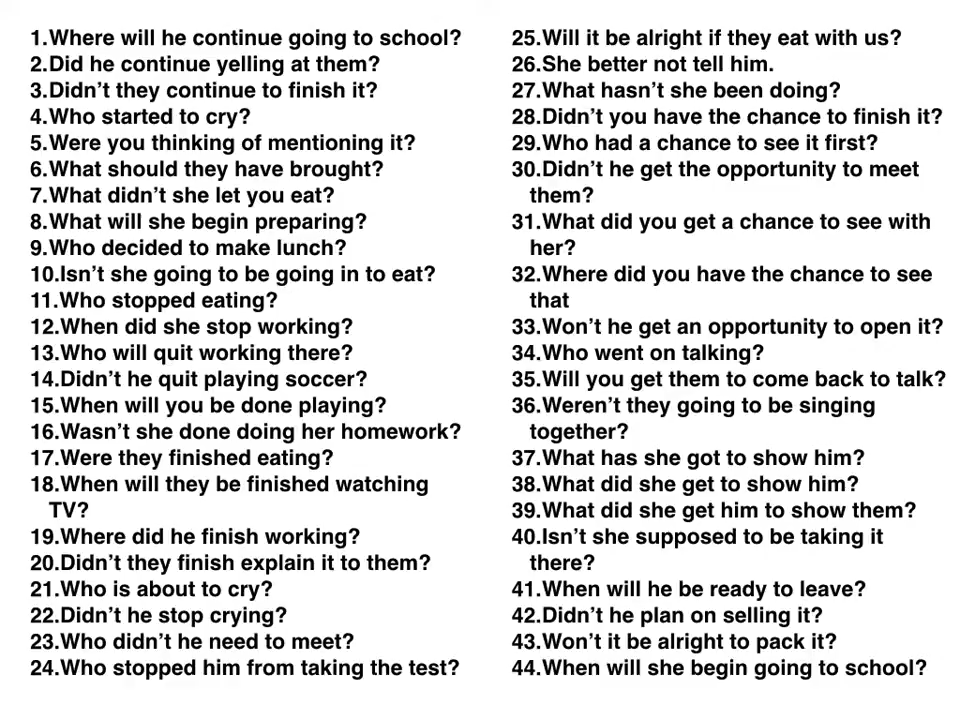 1.Where will he continue going to school?
2.Did he continue yelling at them?
3.Didn’t they continue to finish it?
4.Who started to cry?
5.Were you thinking of mentioning it?
6.What should they have brought?
7.What didn’t she let you eat?
8.What will she begin preparing?
9.Who decided to make lunch?
10.Isn’t she going to be going in to eat?
11.Who stopped eating?
12.When did she stop working?
13.Who will quit working there?
14.Didn’t he quit playing soccer?
15.When will you be done playing?
16.Wasn’t she done doing her homework?
17.Were they finished eating?
18.When will they be finished watching
TV?
19.Where did he finish working?
20.Didn’t they finish explain it to them?
21.Who is about to cry?
22.Didn’t he stop crying?
23.Who didn’t he need to meet?
24.Who stopped him from taking the test?
25.Will it be alright if they eat with us?
26.She better not tell him.
27.What hasn’t she been doing?
28.Didn’t you have the chance to finish it?
29.Who had a chance to see it first?
30.Didn’t he get the opportunity to meet
them?
31.What did you get a chance to see with
her?
32.Where did you have the chance to see
that
33.Won’t he get an opportunity to open it?
34.Who went on talking?
35.Will you get them to come back to talk?
36.Weren’t they going to be singing
together?
37.What has she got to show him?
38.What did she get to show him?
39.What did she get him to show them?
40.Isn’t she supposed to be taking it
there?
41.When will he be ready to leave?
42.Didn’t he plan on selling it?
43.Won’t it be alright to pack it?
44.When will she begin going to school?